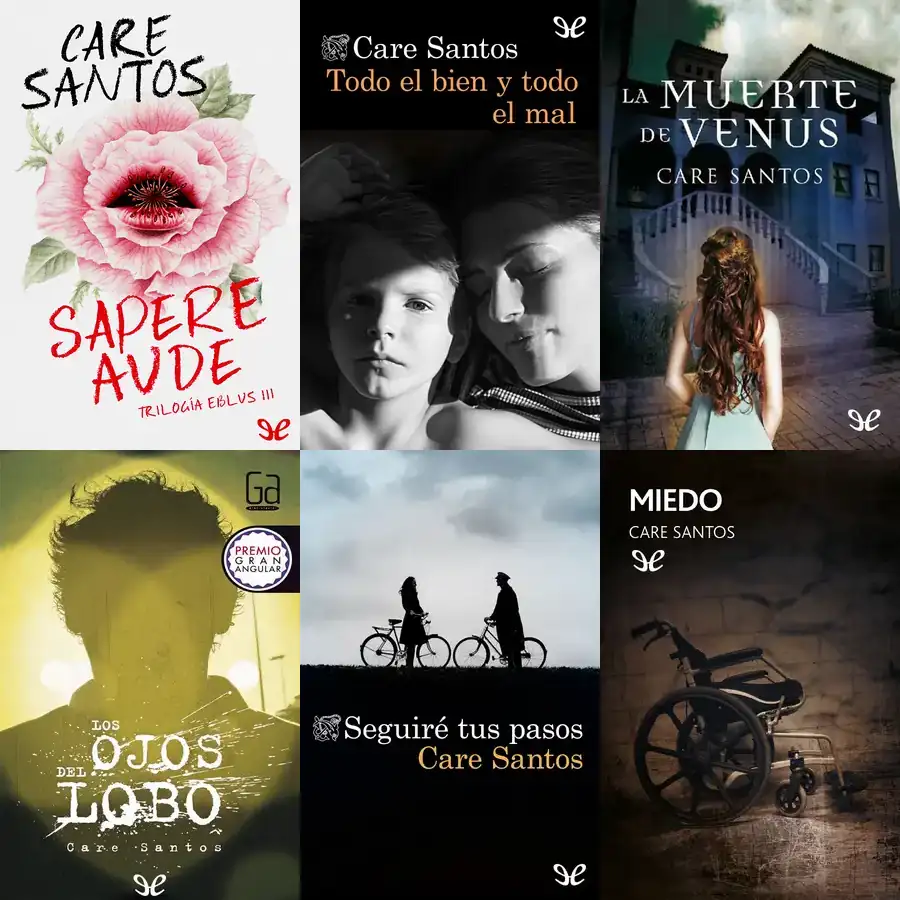 CARE
SANTOS
SAPERE
AUDE
TRILOGÍA EBLUS III
Care Santos
Todo el bien y todo
el mal
LA MUERTE
DE VENUS
CARE SANTOS
Ga
PREMIO
GRAN
ANGULAR
LOS
OJOS
DEL
LOBO
Care Santos
Seguiré tus pasos
Care Santos
MIEDO
CARE SANTOS